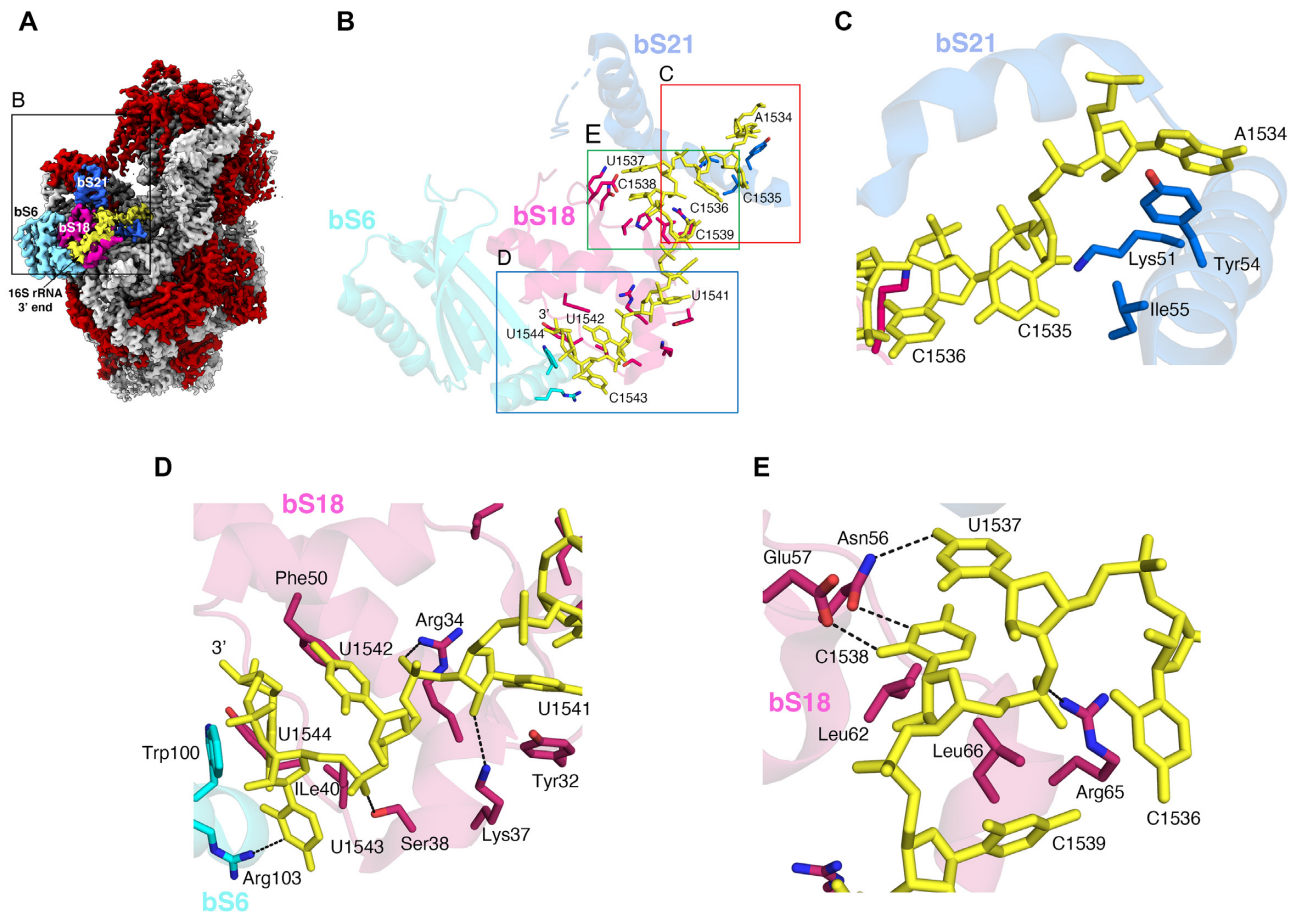 A
B
bS21
bS6
bS18
16S rRNA
3' end
B
bS21
C
A1534
E
U1537
C1538
C1535
C1536
bS6
bS18
C1539
D
U1541
3'
U1542
U1544
C1543
C
bS21
A1534
Lys51
Tyr54
Ile55
C1535
C1536
D
bS18
Phe50
Arg34
3'
U1542
U1541
U1544
Trp100
ILe40
Tyr32
U1543
Ser38
Lys37
Arg103
bS6
E
U1537
Asn56
Glu57
C1538
bS18
Leu62
Leu66
Arg65
C1536
C1539